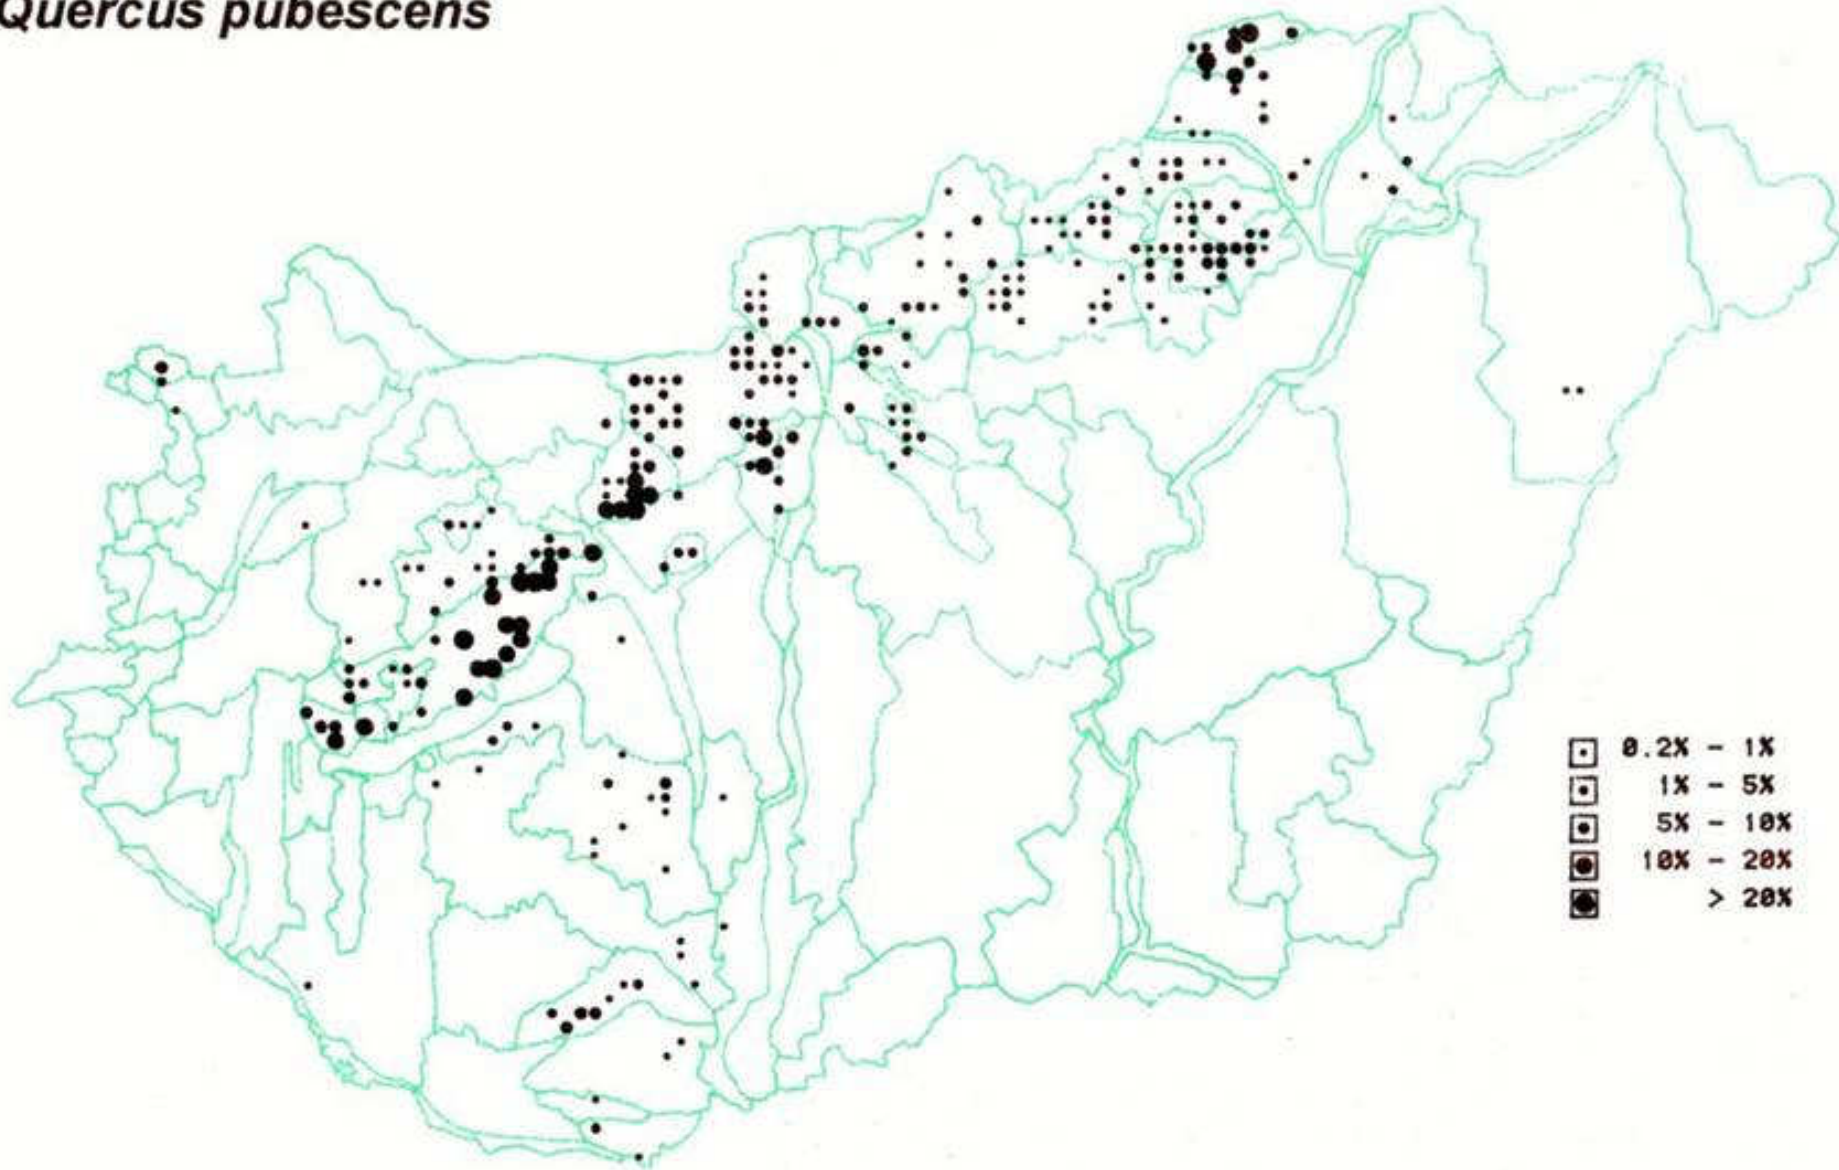 Quercus pubescens
0.2% - 1%
1% - 5%
5% - 10%
10% - 20%
> 20%